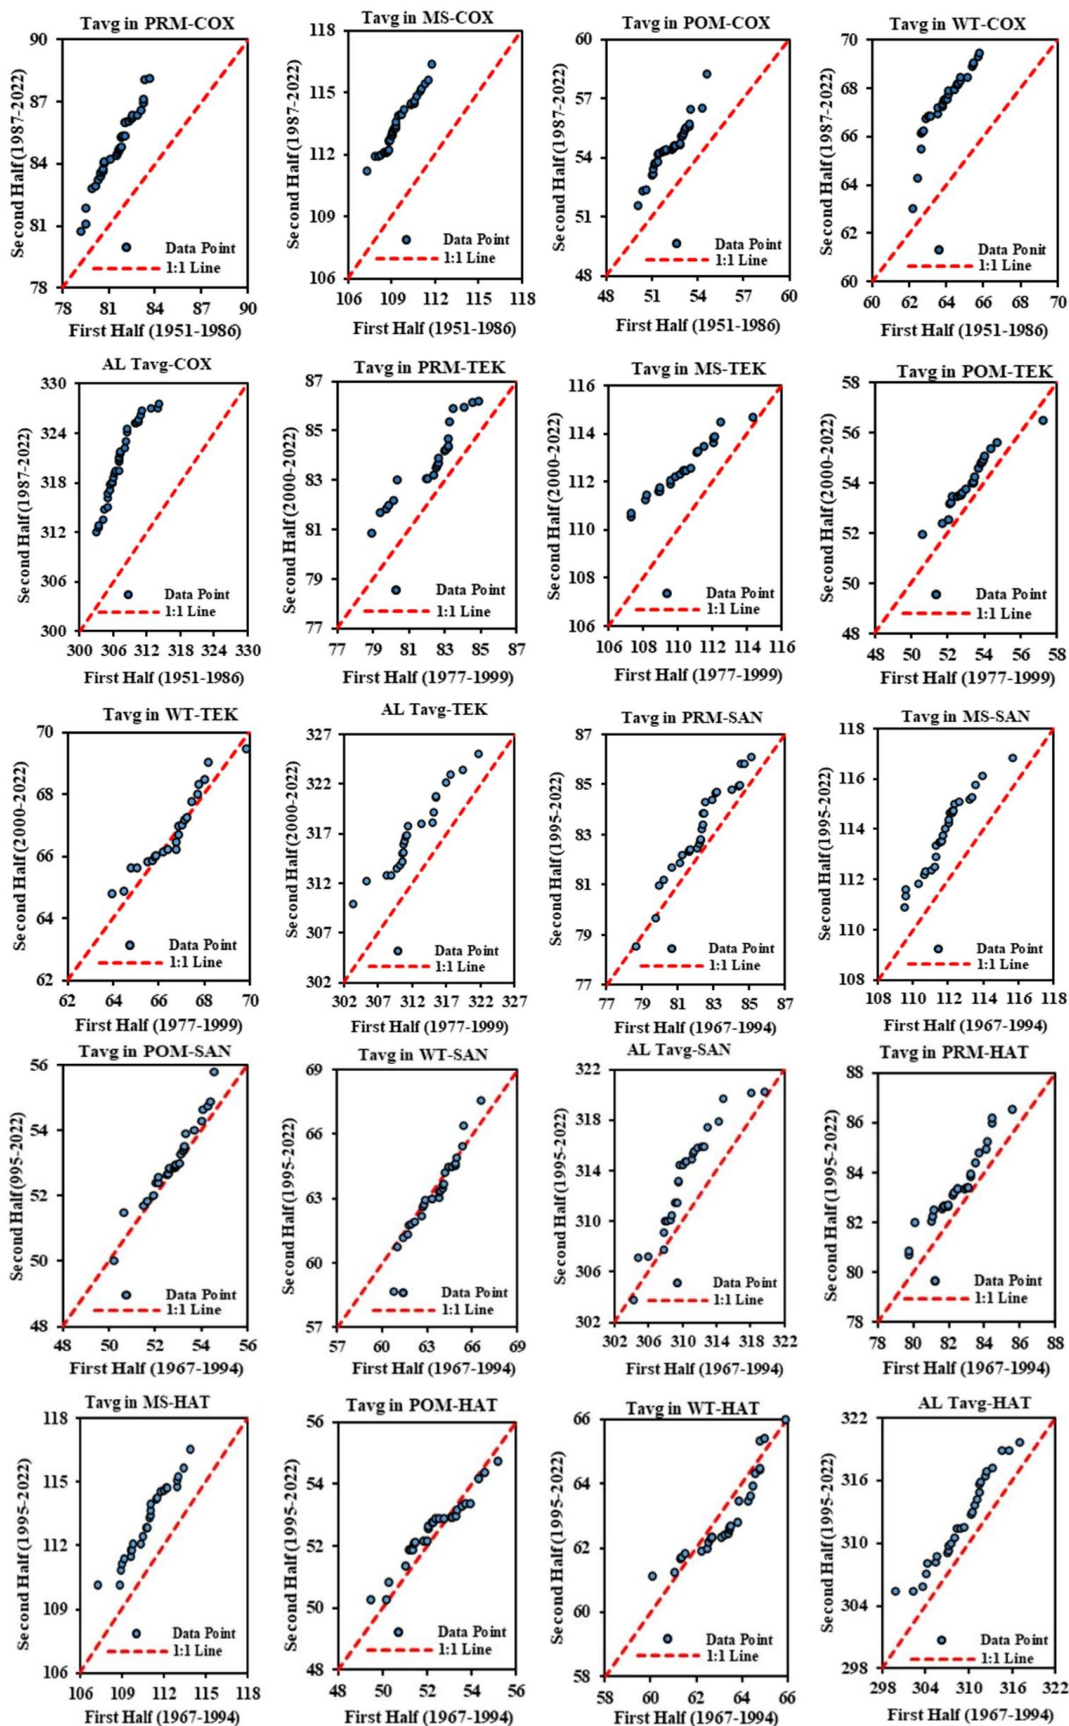 Tavg in PRM-COX
Second Half (1987-2022)
90
87
84
81
78
Data Point
1:1 Line
78 81 84 87 90
First Half (1951-1986)
Tavg in MS-COX
Second Half (1987-2022)
118
115
112
109
106
Data Point
1:1 Line
106 109 112 115 118
First Half (1951-1986)
Tavg in POM-COX
Second Half (1987-2022)
60
57
54
51
48
Data Point
1:1 Line
48 51 54 57 60
First Half (1951-1986)
Tavg in WT-COX
Second Half (1987-2022)
70
68
66
64
62
60
Data Ponit
1:1 Line
60 62 64 66 68 70
First Half (1951-1986)
AL Tavg-COX
Second Half (1987-2022)
330
324
318
312
306
300
Data Point
1:1 Line
300 306 312 318 324 330
First Half (1951-1986)
Tavg in PRM-TEK
Second Half (2000-2022)
87
85
83
81
79
77
Data Point
1:1 Line
77 79 81 83 85 87
First Half (1977-1999)
Tavg in MS-TEK
Second Half (2000-2022)
116
114
112
110
108
106
Data Point
1:1 Line
106 108 110 112 114 116
First Half (1977-1999)
Tavg in POM-TEK
Second Half (2000-2022)
58
56
54
52
50
48
Data Point
1:1 Line
48 50 52 54 56 58
First Half (1977-1999)
Tavg in WT-TEK
Second Half (2000-2022)
70
68
66
64
62
Data Point
1:1 Line
62 64 66 68 70
First Half (1977-1999)
AL Tavg-TEK
Second Half (2000-2022)
327
322
317
312
307
302
Data Point
1:1 Line
302 307 312 317 322 327
First Half (1977-1999)
Tavg in PRM-SAN
Second Half (1995-2022)
87
85
83
81
79
77
Data Point
1:1 Line
77 79 81 83 85 87
First Half (1967-1994)
Tavg in MS-SAN
Second Half (1995-2022)
118
116
114
112
110
108
Data Point
1:1 Line
108 110 112 114 116 118
First Half (1967-1994)
Tavg in POM-SAN
Second Half (995-2022)
56
54
52
50
48
Data Point
1:1 Line
48 50 52 54 56
First Half (1967-1994)
Tavg in WT-SAN
Second Half (1995-2022)
69
66
63
60
57
Data Point
1:1 Line
57 60 63 66 69
First Half (1967-1994)
AL Tavg-SAN
Second Half (1995-2022)
322
318
314
310
306
302
Data Point
1:1 Line
302 306 310 314 318 322
First Half (1967-1994)
Tavg in PRM-HAT
Second Half (1995-2022)
88
86
84
82
80
78
Data Point
1:1 Line
78 80 82 84 86 88
First Half (1967-1994)
Tavg in MS-HAT
Second Half (1995-2022)
118
115
112
109
106
Data Point
1:1 Line
106 109 112 115 118
First Half (1967-1994)
Tavg in POM-HAT
Second Half (1995-2022)
56
54
52
50
48
Data Point
1:1 Line
48 50 52 54 56
First Half (1967-1994)
Tavg in WT-HAT
Second Half (1995-2022)
66
64
62
60
58
Data Point
1:1 Line
58 60 62 64 66
First Half (1967-1994)
AL Tavg-HAT
Second Half (1995-2022)
322
316
310
304
298
Data Point
1:1 Line
298 304 310 316 322
First Half (1967-1994)